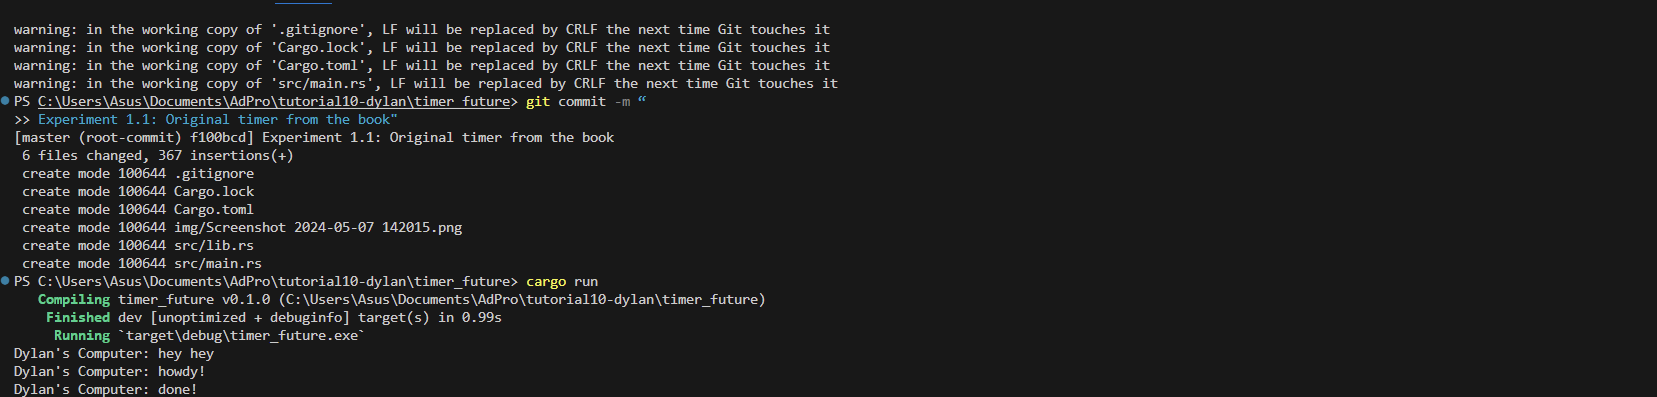 warning: in the working copy of '.gitignore', LF will be replaced by CRLF the next time Git touches it
warning: in the working copy of 'Cargo.lock', LF will be replaced by CRLF the next time Git touches it
warning: in the working copy of 'Cargo.toml', LF will be replaced by CRLF the next time Git touches it
warning: in the working copy of 'src/main.rs', LF will be replaced by CRLF the next time Git touches it
PS C:\Users\Asus\Documents\AdPro\tutorial10-dylan\timer_future> git commit -m “
>> Experiment 1.1: Original timer from the book"
[master (root-commit) f100bcd] Experiment 1.1: Original timer from the book
 6 files changed, 367 insertions(+)
 create mode 100644 .gitignore
 create mode 100644 Cargo.lock
 create mode 100644 Cargo.toml
 create mode 100644 img/Screenshot 2024-05-07 142015.png
 create mode 100644 src/lib.rs
 create mode 100644 src/main.rs
PS C:\Users\Asus\Documents\AdPro\tutorial10-dylan\timer_future> cargo run
   Compiling timer_future v0.1.0 (C:\Users\Asus\Documents\AdPro\tutorial10-dylan\timer_future)
    Finished dev [unoptimized + debuginfo] target(s) in 0.99s
     Running `target\debug\timer_future.exe`
Dylan's Computer: hey hey
Dylan's Computer: howdy!
Dylan's Computer: done!